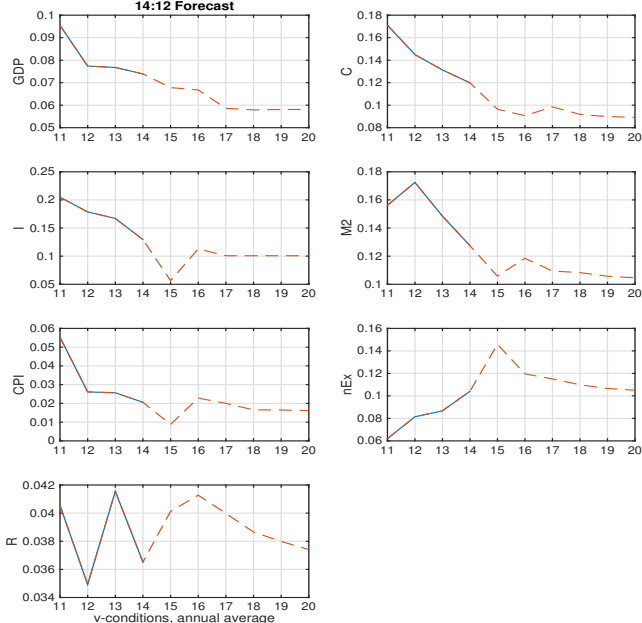 14:12 Forecast
0.1
0.09
0.08
0.07
0.06
0.05
GDP
11 12 13 14 15 16 17 18 19 20
0.18
0.16
0.14
0.12
0.1
0.08
C
11 12 13 14 15 16 17 18 19 20
0.25
0.2
0.15
0.1
0.05
I
11 12 13 14 15 16 17 18 19 20
0.18
0.16
0.14
0.12
0.1
M2
11 12 13 14 15 16 17 18 19 20
0.06
0.05
0.04
0.03
0.02
0.01
0
CPI
11 12 13 14 15 16 17 18 19 20
0.16
0.14
0.12
0.1
0.08
0.06
nEx
11 12 13 14 15 16 17 18 19 20
0.042
0.04
0.038
0.036
0.034
R
11 12 13 14 15 16 17 18 19 20
v-conditions, annual average